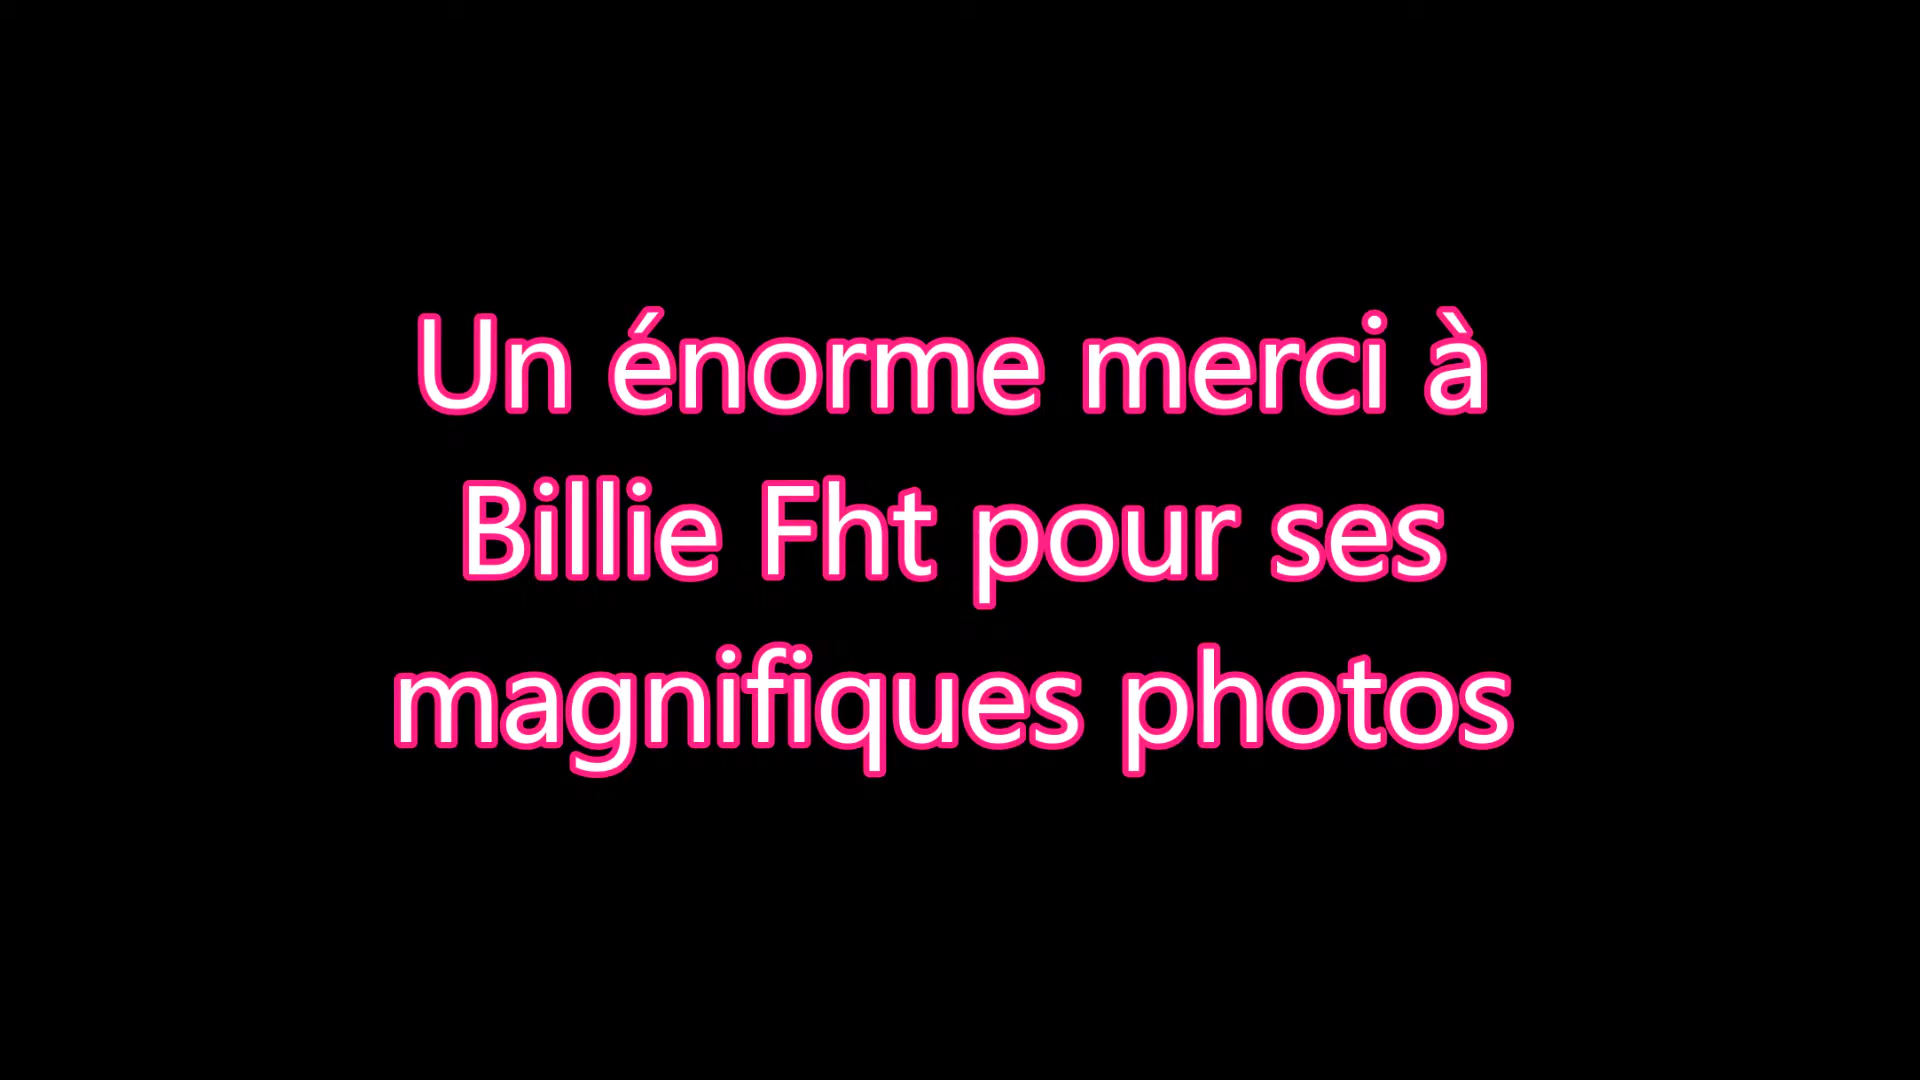 Un énorme merci à
Billie Fht pour ses
magnifiques photos